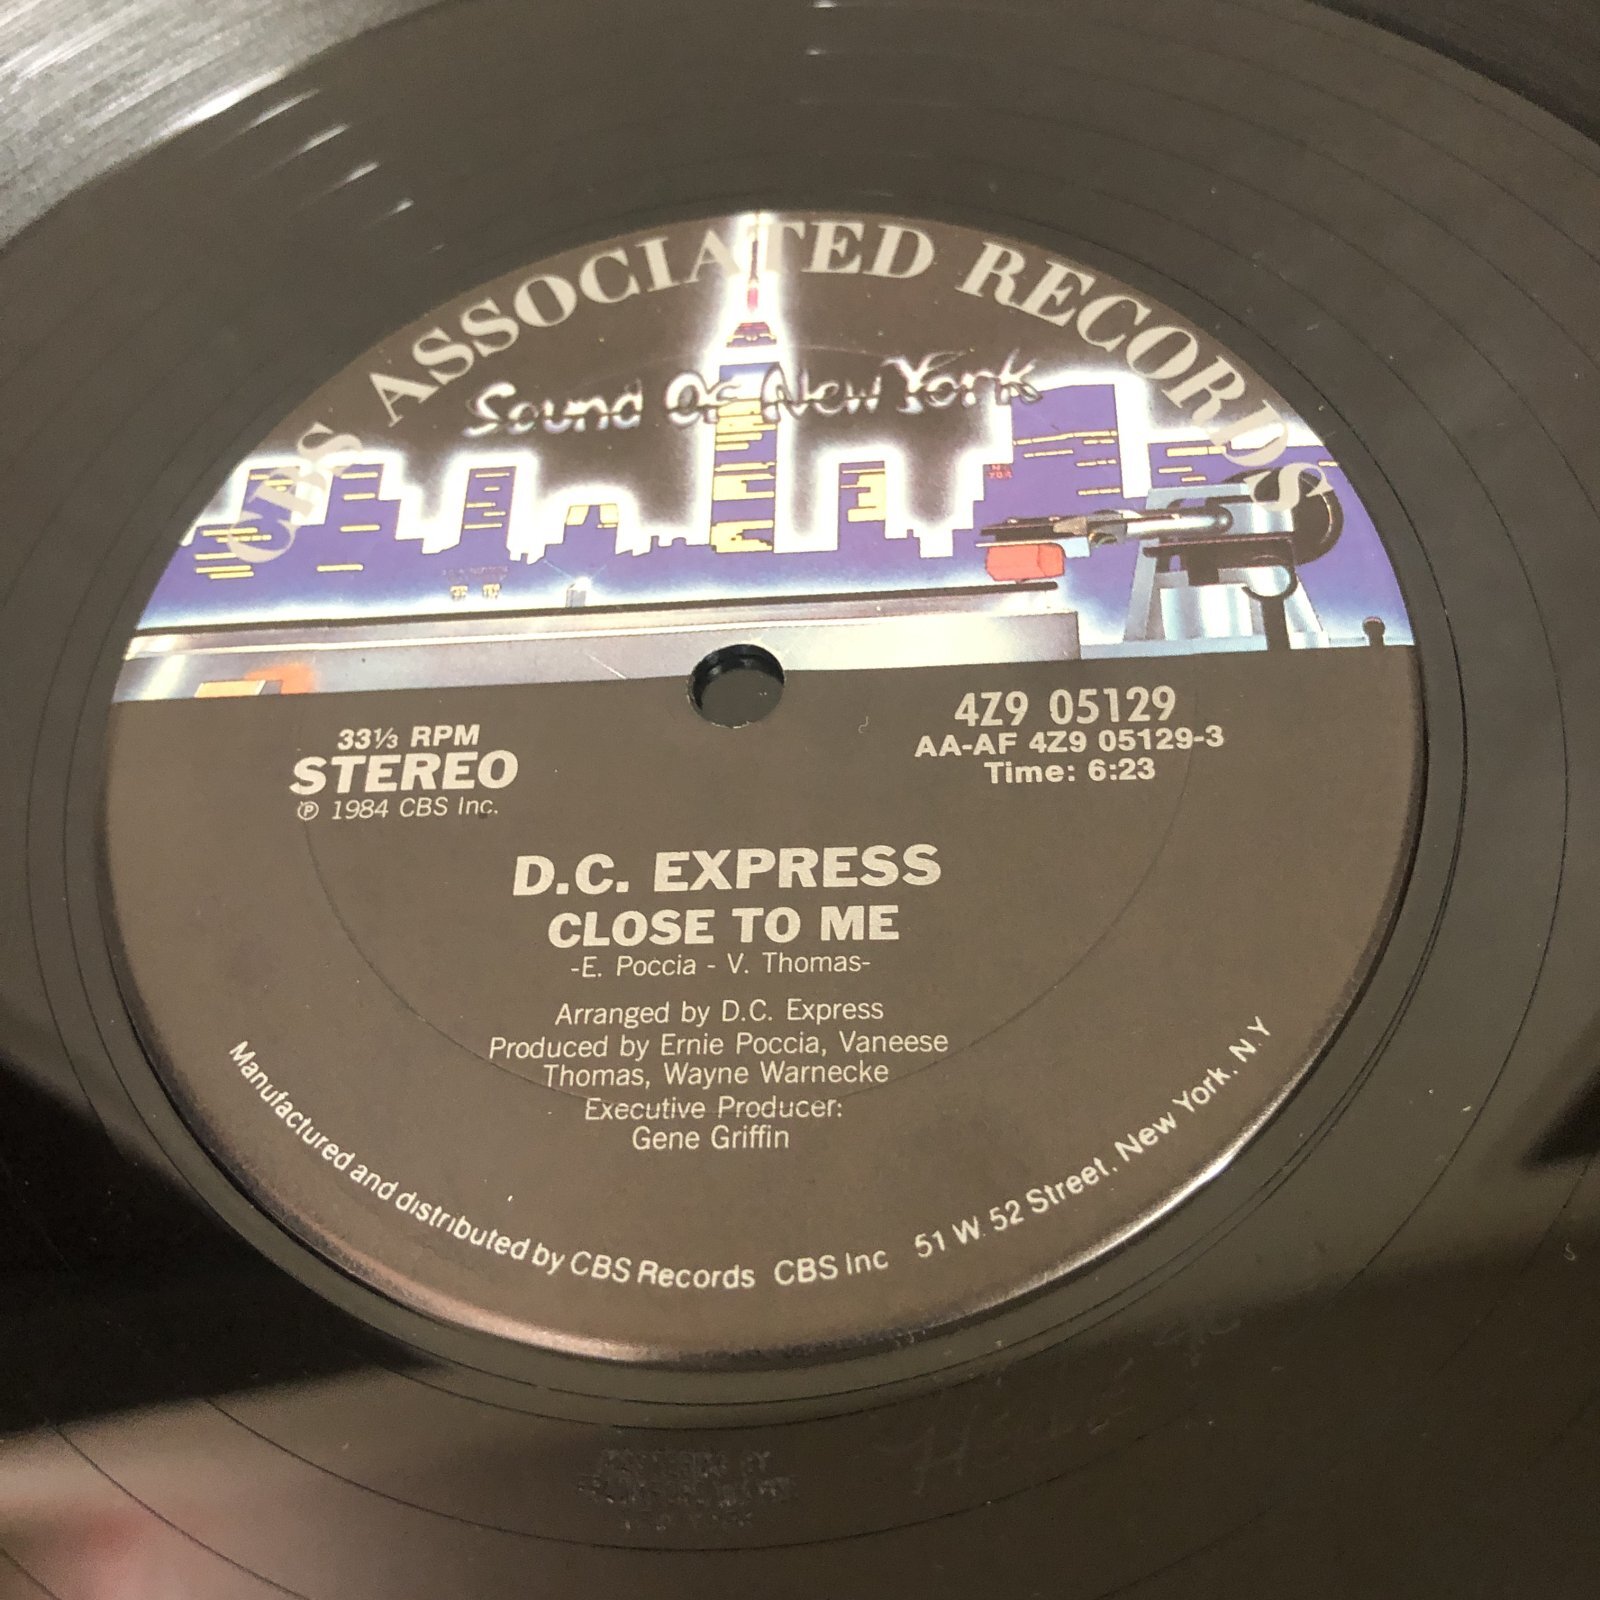 CBS ASSOCIATED RECORDS
Sound Of New York
33⅓ RPM
STEREO
℗ 1984 CBS Inc.
4Z9 05129
AA-AF 4Z9 05129-3
Time: 6:23
D.C. EXPRESS
CLOSE TO ME
-E. Poccia - V. Thomas-
Arranged by D.C. Express
Produced by Ernie Poccia, Vaneese
Thomas, Wayne Warnecke
Executive Producer:
Gene Griffin
Manufactured and distributed by CBS Records CBS Inc 51 W. 52 Street, New York, N.Y